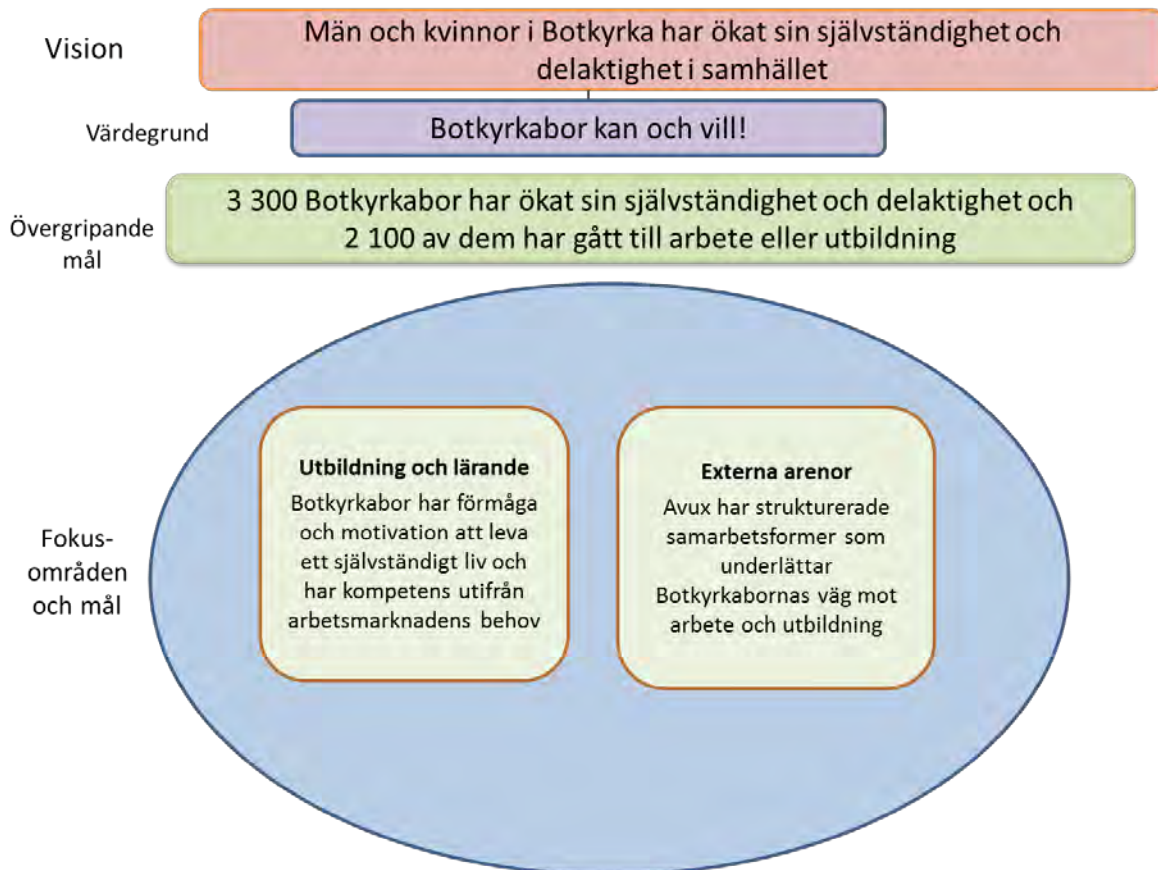 Vision
Män och kvinnor i Botkyrka har ökat sin självständighet och
delaktighet i samhället
Värdegrund
Botkyrkabor kan och vill!
Övergripande
mål
3 300 Botkyrkabor har ökat sin självständighet och delaktighet och
2 100 av dem har gått till arbete eller utbildning
Fokus-
områden
och mål
Utbildning och lärande
Botkyrkabor har förmåga
och motivation att leva
ett självständigt liv och
har kompetens utifrån
arbetsmarknadens behov
Externa arenor
Avux har strukturerade
samarbetsformer som
underlättar
Botkyrkabornas väg mot
arbete och utbildning